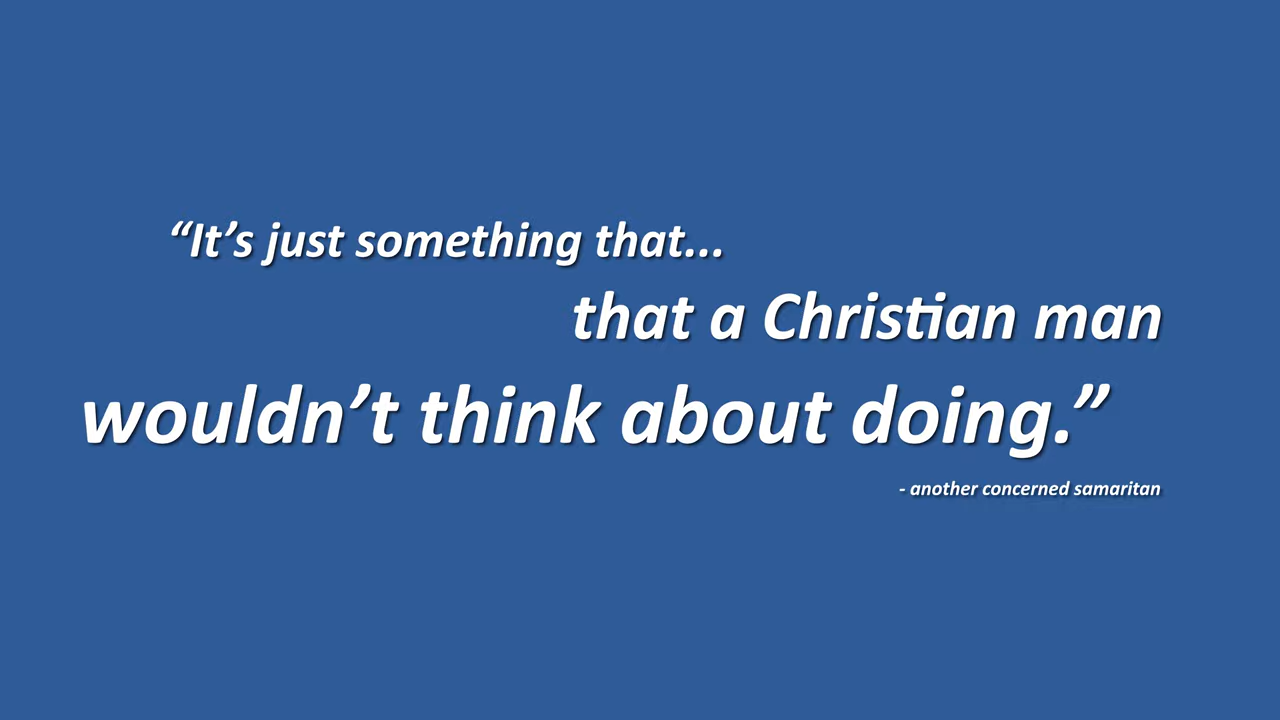 “It’s just something that...
that a Christian man
wouldn’t think about doing.”
- another concerned samaritan